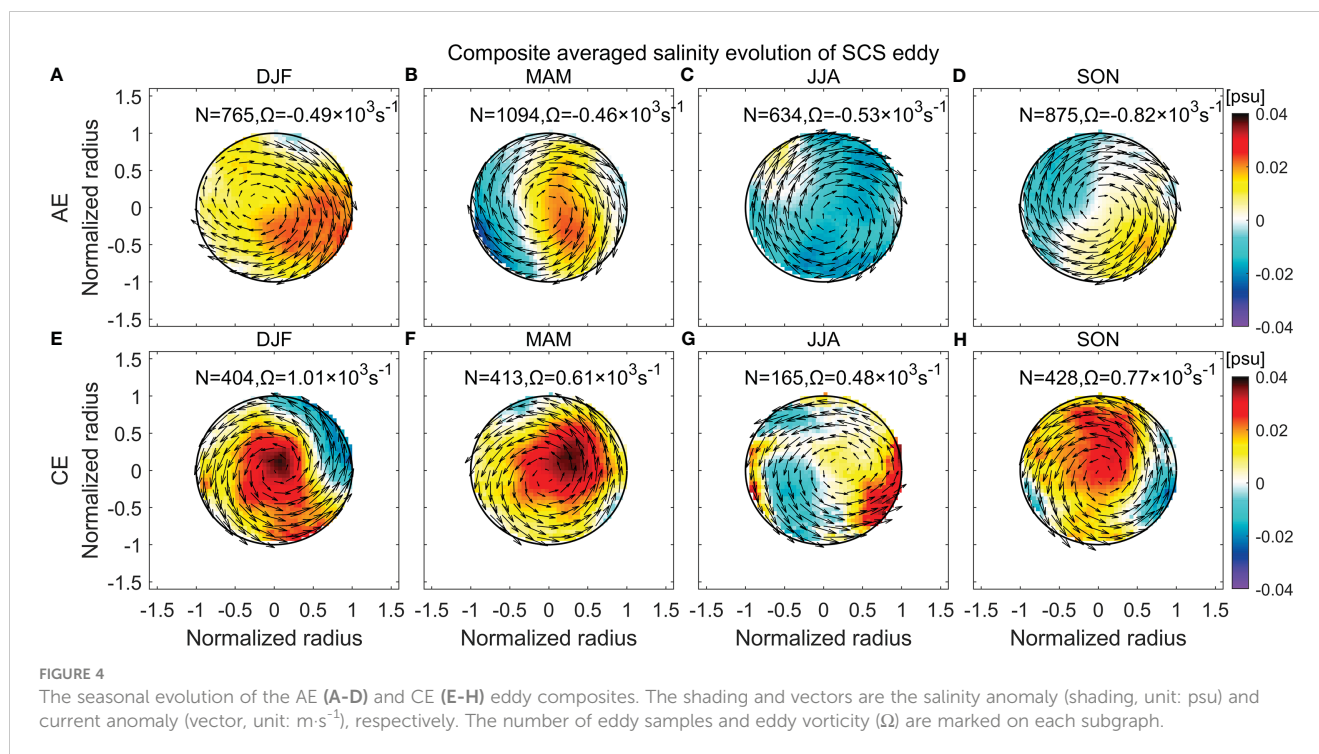 Composite averaged salinity evolution of SCS eddy
A
DJF
B
MAM
C
JJA
D
SON
N=765,Ω=-0.49×10³s⁻¹
N=1094,Ω=-0.46×10³s⁻¹
N=634,Ω=-0.53×10³s⁻¹
N=875,Ω=-0.82×10³s⁻¹
[psu]
AE
Normalized radius
1.5
1
0.5
0
-0.5
-1
-1.5
0.04
0.02
0
-0.02
-0.04
E
DJF
F
MAM
G
JJA
H
SON
N=404,Ω=1.01×10³s⁻¹
N=413,Ω=0.61×10³s⁻¹
N=165,Ω=0.48×10³s⁻¹
N=428,Ω=0.77×10³s⁻¹
[psu]
CE
Normalized radius
1.5
1
0.5
0
-0.5
-1
-1.5
0.04
0.02
0
-0.02
-0.04
-1.5 -1 -0.5 0 0.5 1 1.5
-1.5 -1 -0.5 0 0.5 1 1.5
-1.5 -1 -0.5 0 0.5 1 1.5
-1.5 -1 -0.5 0 0.5 1 1.5
Normalized radius
Normalized radius
Normalized radius
Normalized radius
FIGURE 4
The seasonal evolution of the AE (A-D) and CE (E-H) eddy composites. The shading and vectors are the salinity anomaly (shading, unit: psu) and
current anomaly (vector, unit: m·s⁻¹), respectively. The number of eddy samples and eddy vorticity (Ω) are marked on each subgraph.